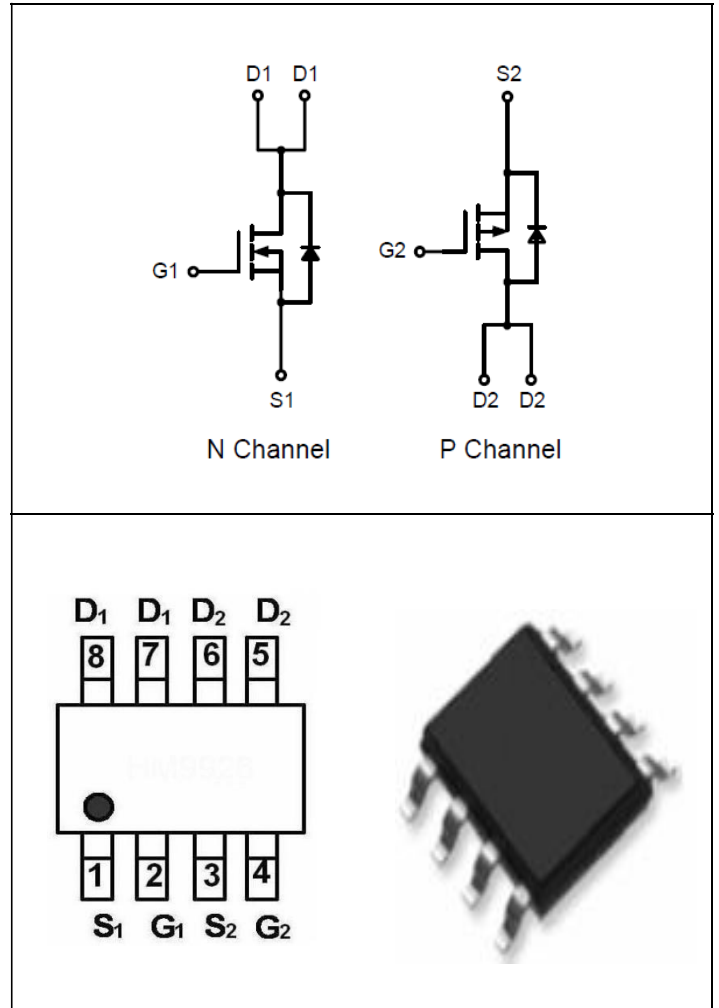 D1 D1 S2
G1 G2
S1 D2 D2
N Channel P Channel
D₁ D₁ D₂ D₂
8 7 6 5
1 2 3 4
S₁ G₁ S₂ G₂